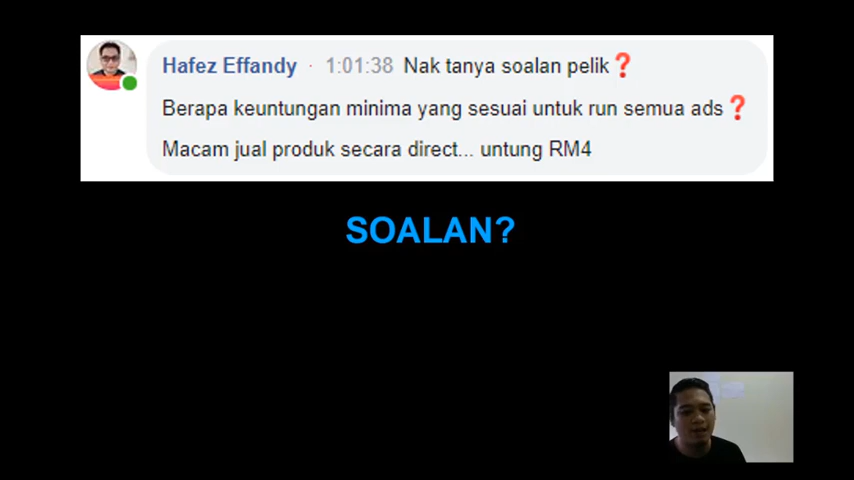 Hafez Effandy · 1:01:38 Nak tanya soalan pelik❓
Berapa keuntungan minima yang sesuai untuk run semua ads❓
Macam jual produk secara direct... untung RM4
SOALAN?